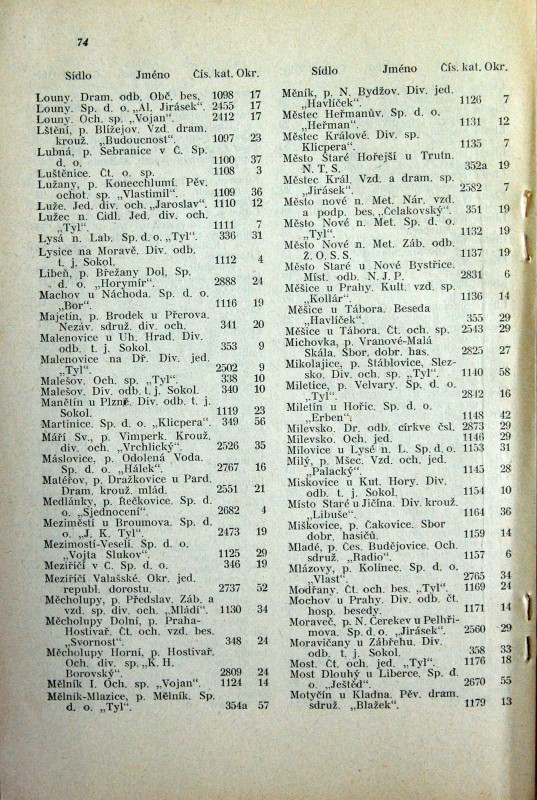 74
Sídlo Jméno Čís. kat. Okr.
Louny. Dram. odb. Obč. bes. 1098 17
Louny. Sp. d. o. „Al. Jirásek“. 2455 17
Louny. Och. sp. „Vojan“. 2412 17
Lštění, p. Blížejov. Vzd. dram.
krouž. „Budoucnost“. 1097 23
Lubná, p. Sebranice v Č. Sp.
d. o. 1100 37
Luštěnice. Čt. o. sp. 1108 3
Lužany, p. Konecchlumí. Pěv.
ochot. sp. „Vlastimil“. 1109 36
Luže. Jed. div. och. „Jaroslav“. 1110 12
Lužec n. Cidl. Jed. div. och.
„Tyl“. 1111 7
Lysá n. Lab. Sp. d. o. „Tyl“. 336 31
Lysice na Moravě. Div. odb.
t. j. Sokol. 1112 4
Libeň, p. Břežany Dol. Sp.
d. o. „Horymír“. 2888 24
Machov u Náchoda. Sp. d. o.
„Bor“. 1116 19
Majetín, p. Brodek u Přerova.
Nezáv. sdruž. div. och. 341 20
Malenovice u Uh. Hrad. Div.
odb. t. j. Sokol. 353 9
Malenovice na Dř. Div. jed.
„Tyl“. 2502 9
Malešov. Och. sp. „Tyl“ 338 10
Malešov. Div. odb. t. j. Sokol. 340 10
Manětín u Plzně. Div. odb. t. j.
Sokol. 1119 23
Martinice. Sp. d. o. „Klicpera“. 349 56
Máří Sv., p. Vimperk. Krouž.
div. och. „Vrchlický“. 2526 35
Máslovice, p. Odolená Voda.
Sp. d. o. „Hálek“. 2767 16
Matéřov, p. Dražkovice u Pard.
Dram. krouž. mlád. 2551 21
Medlánky, p. Řečkovice. Sp. d.
o. „Sjednocení“. 2682 4
Meziměstí u Broumova. Sp. d.
o. „J. K. Tyl“. 2473 19
Mezimostí-Veselí. Sp. d. o.
„Vojta Slukov“. 1125 29
Meziříčí v Č. Sp. d. o. 346 19
Meziříčí Valašské. Okr. jed.
republ. dorostu. 2737 52
Měcholupy, p. Předslav. Záb. a
vzd. sp. div. och. „Mládí“. 1130 34
Měcholupy Dolní, p. Praha-
Hostivař. Čt. och. vzd. bes.
„Svornost“. 348 24
Měcholupy Horní, p. Hostivař.
Och. div. sp. „K. H.
Borovský.“ 2809 24
Mělník I. Och. sp. „Vojan“. 1124 14
Mělník-Mlazice, p. Mělník. Sp.
d. o. „Tyl“. 354a 57
Sídlo Jméno Čís. kat. Okr.
Měník, p. N. Bydžov. Div. jed.
„Havlíček“. 1126 7
Městec Heřmanův. Sp. d. o.
„Heřman“. 1131 12
Městec Králové. Div. sp.
Klicpera“. 1135 7
Město Staré Hořejší u Trutn.
N. T. S. 352a 19
Městec Král. Vzd. a dram. sp.
„Jirásek“. 2582 7
Město nové n. Met. Nár. vzd.
a podp. bes. „Čelakovský“. 351 19
Město Nové n. Met. Sp. d. o.
„Tyl“. 1132 19
Město Nové n. Met. Záb. odb.
Ž. O. S. S. 1137 19
Město Staré u Nové Bystřice.
Míst. odb. N. J. P. 2831 6
Měšice u Prahy. Kult. vzd. sp.
„Kollár“. 1136 14
Měšice u Tábora. Beseda
„Havlíček“. 355 29
Měšice u Tábora. Čt. och. sp. 2543 29
Michovka, p. Vranové-Malá
Skála. Sbor. dobr. has. 2825 27
Mikolajice, p. Štáblovice, Slez-
sko. Div. och. sp. „Tyl“. 1140 58
Miletice, p. Velvary. Sp. d. o.
„Tyl“. 2842 16
Miletín u Hořic. Sp. d. o.
„Erben“. 1148 42
Milevsko. Dr. odb. církve čsl. 2873 29
Milevsko. Och. jed. 1146 29
Milovice u Lysé n. L. Sp. d. o. 1153 31
Milý, p. Mšec. Vzd. och. jed.
„Palacký“. 1145 28
Miskovice u Kut. Hory. Div.
odb. t. j. Sokol. 1154 10
Místo Staré u Jičína. Div. krouž.
„Libuše“. 1164 36
Miškovice, p. Čakovice. Sbor
dobr. hasičů. 1159 14
Mladé, p. Čes. Budějovice. Och.
sdruž. „Radio“. 1157 6
Mlázovy, p. Kolinec. Sp. d. o.
„Vlast“. 2765 34
Modřany. Čt. och. bes. „Tyl“. 1169 24
Mochov u Prahy. Div. odb. čt.
hosp. besedy. 1171 14
Moraveč, p. N. Cerekev u Pelhři-
mova. Sp. d. o. „Jirásek“. 2560 29
Moravičany u Zábřehu. Div.
odb. t. j. Sokol. 358 33
Most. Čt. och. jed. „Tyl“. 1176 18
Most Dlouhý u Liberce. Sp. d.
o. „Ještěd“. 2670 55
Motyčín u Kladna. Pěv. dram.
sdruž. „Blažek“. 1179 13